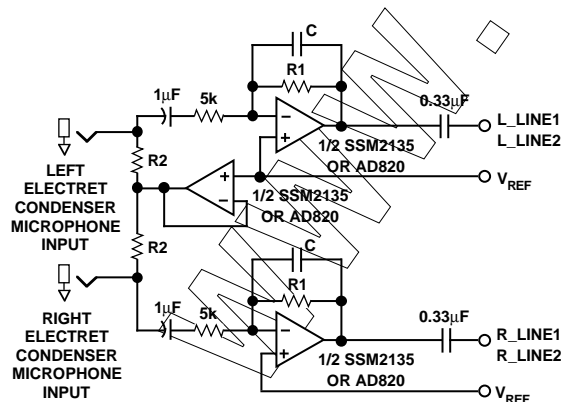 C
R1
1µF
5k
0.33µF
L_LINE1
L_LINE2
1/2 SSM2135
OR AD820
LEFT
ELECTRET
CONDENSER
MICROPHONE
INPUT
R2
1/2 SSM2135
OR AD820
VREF
R2
C
R1
1µF
5k
0.33µF
R_LINE1
R_LINE2
1/2 SSM2135
OR AD820
RIGHT
ELECTRET
CONDENSER
MICROPHONE
INPUT
VREF